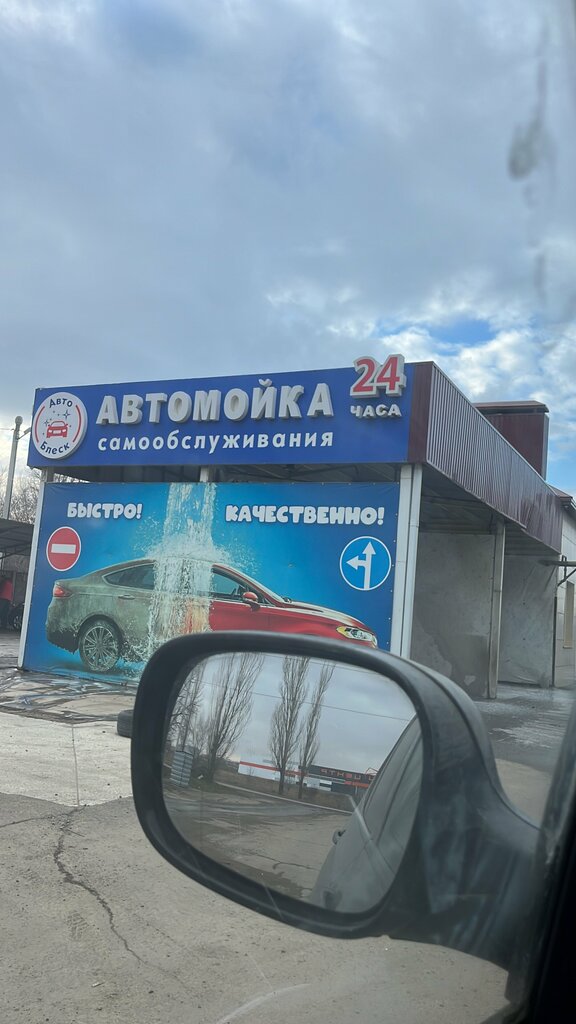 Авто
Блеск
АВТОМОЙКА
24
ЧАСА
самообслуживания
БЫСТРО!
КАЧЕСТВЕННО!